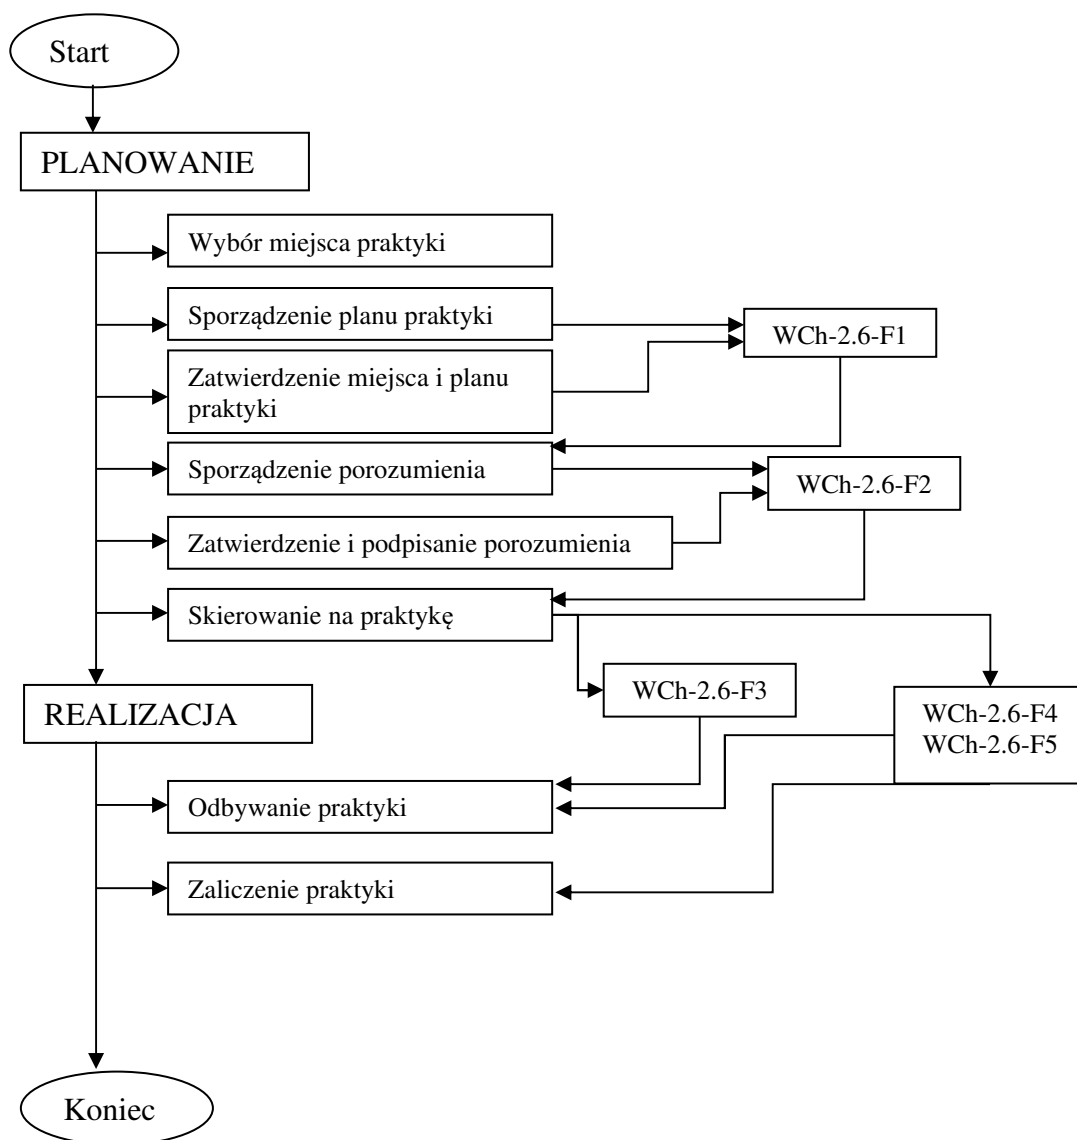 Start
PLANOWANIE
Wybór miejsca praktyki
Sporządzenie planu praktyki
WCh-2.6-F1
Zatwierdzenie miejsca i planu
praktyki
Sporządzenie porozumienia
WCh-2.6-F2
Zatwierdzenie i podpisanie porozumienia
Skierowanie na praktykę
WCh-2.6-F3
REALIZACJA
WCh-2.6-F4
WCh-2.6-F5
Odbywanie praktyki
Zaliczenie praktyki
Koniec